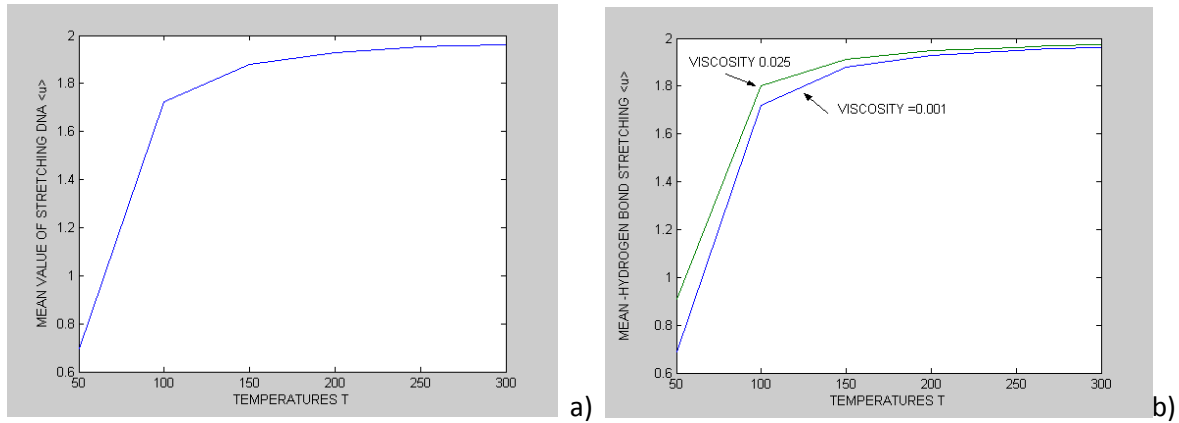 MEAN VALUE OF STRETCHING DNA <u>
2
1.8
1.6
1.4
1.2
1
0.8
0.6
50 100 150 200 250 300
TEMPERATURES T
a)
MEAN -HYDROGEN BOND STRETCHING <u>
2
1.8
1.6
1.4
1.2
1
0.8
0.6
VISCOSITY 0.025
VISCOSITY =0.001
50 100 150 200 250 300
TEMPERATURES T
b)